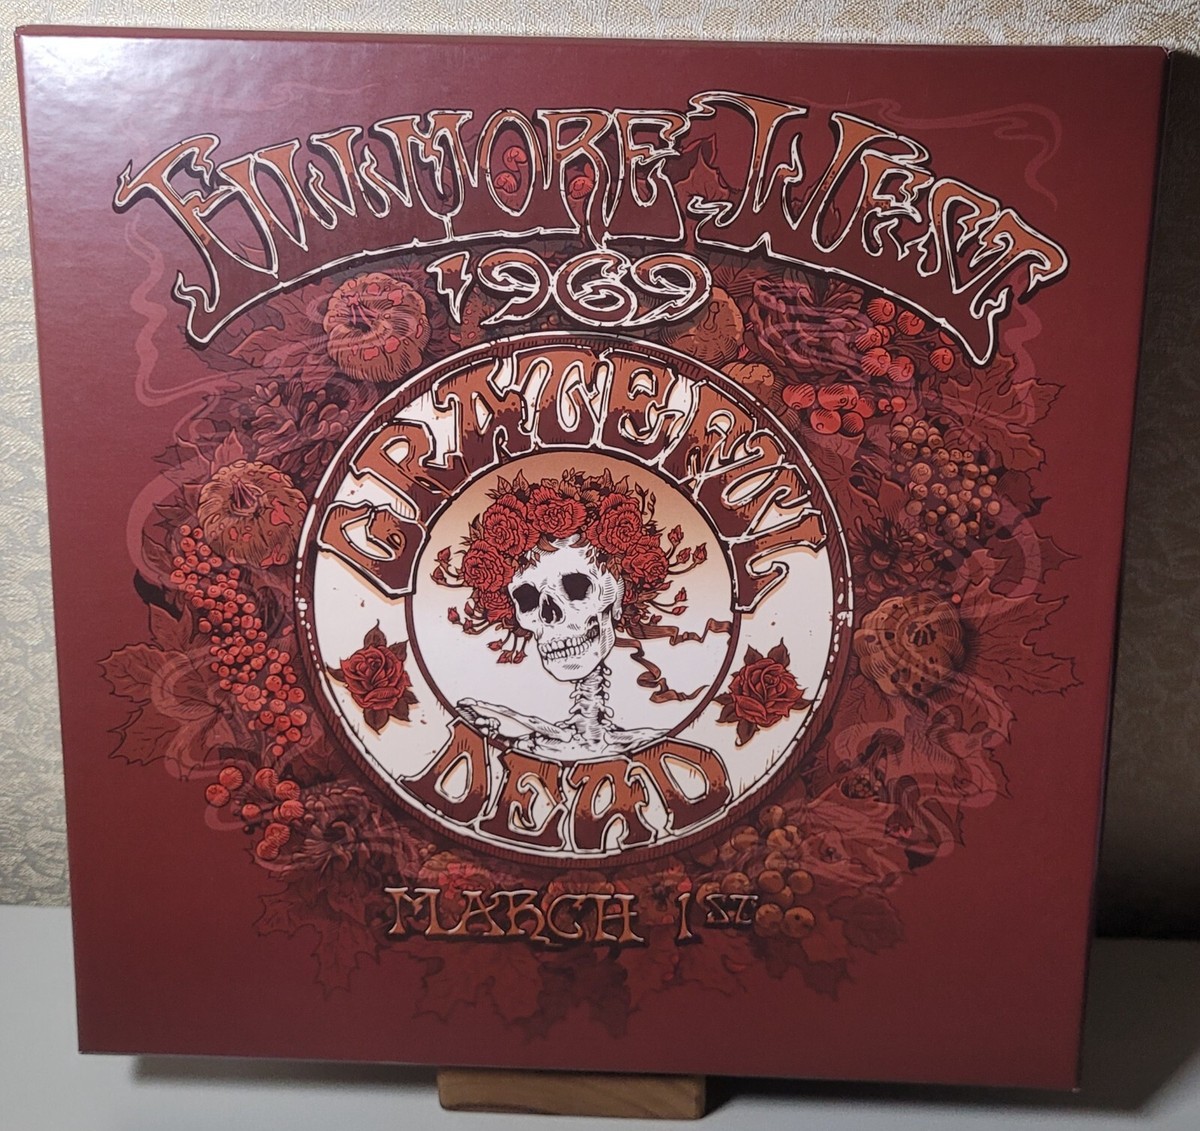 FILLMORE WEST
1969
GRATEFUL
DEAD
MARCH 1ST